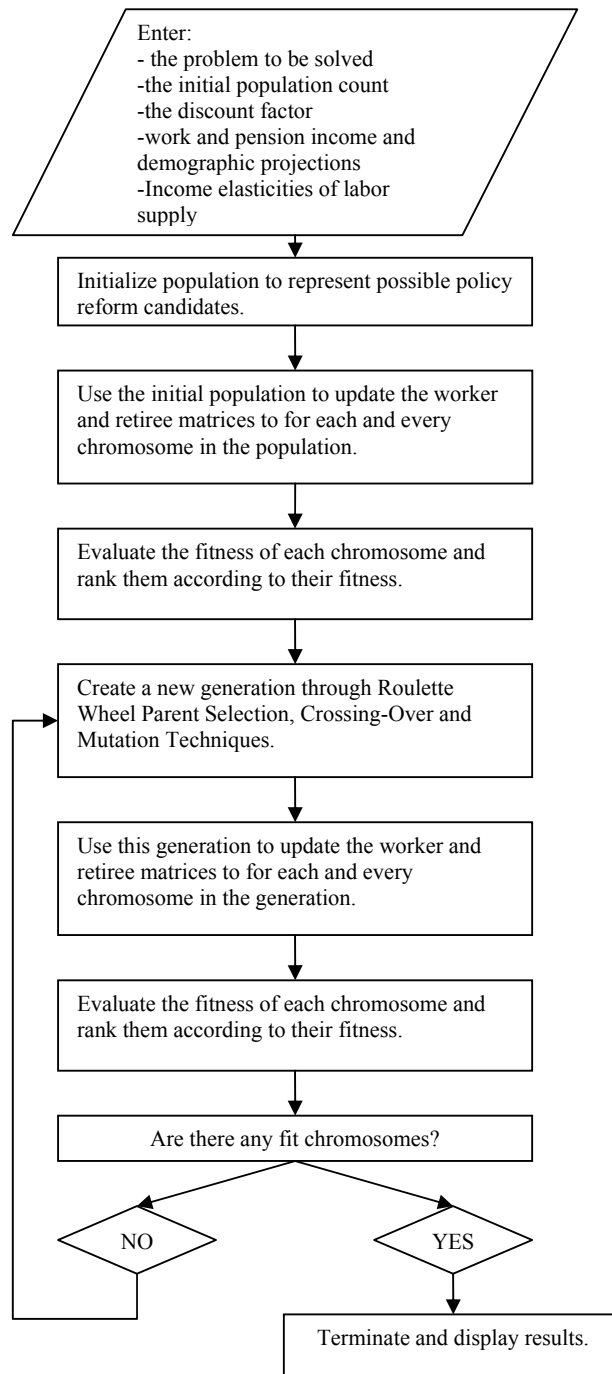 Enter:
- the problem to be solved
-the initial population count
-the discount factor
-work and pension income and
demographic projections
-Income elasticities of labor
supply
Initialize population to represent possible policy
reform candidates.
Use the initial population to update the worker
and retiree matrices to for each and every
chromosome in the population.
Evaluate the fitness of each chromosome and
rank them according to their fitness.
Create a new generation through Roulette
Wheel Parent Selection, Crossing-Over and
Mutation Techniques.
Use this generation to update the worker and
retiree matrices to for each and every
chromosome in the generation.
Evaluate the fitness of each chromosome and
rank them according to their fitness.
Are there any fit chromosomes?
NO
YES
Terminate and display results.